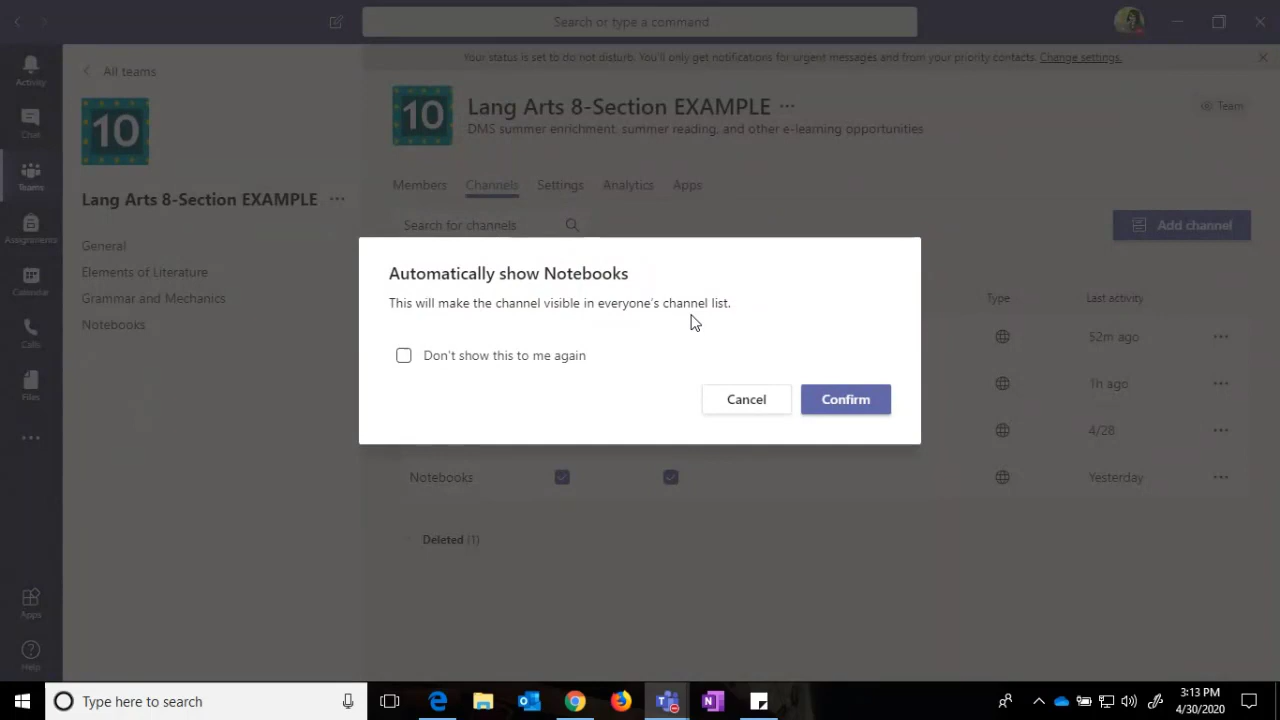 Search or type a command
Your status is set to do not disturb. You'll only get notifications for urgent messages and from your priority contacts. Change settings.
Activity
Chat
Teams
Assignments
Calendar
Calls
Files
Apps
Help
All teams
10
Lang Arts 8-Section EXAMPLE
General
Elements of Literature
Grammar and Mechanics
Notebooks
10
Lang Arts 8-Section EXAMPLE
DMS summer enrichment, summer reading, and other e-learning opportunities
Team
Members Channels Settings Analytics Apps
Search for channels
Add channel
Type Last activity
52m ago
1h ago
4/28
Notebooks Yesterday
Deleted (1)
Automatically show Notebooks
This will make the channel visible in everyone's channel list.
Don't show this to me again
Cancel Confirm
Type here to search
3:13 PM
4/30/2020